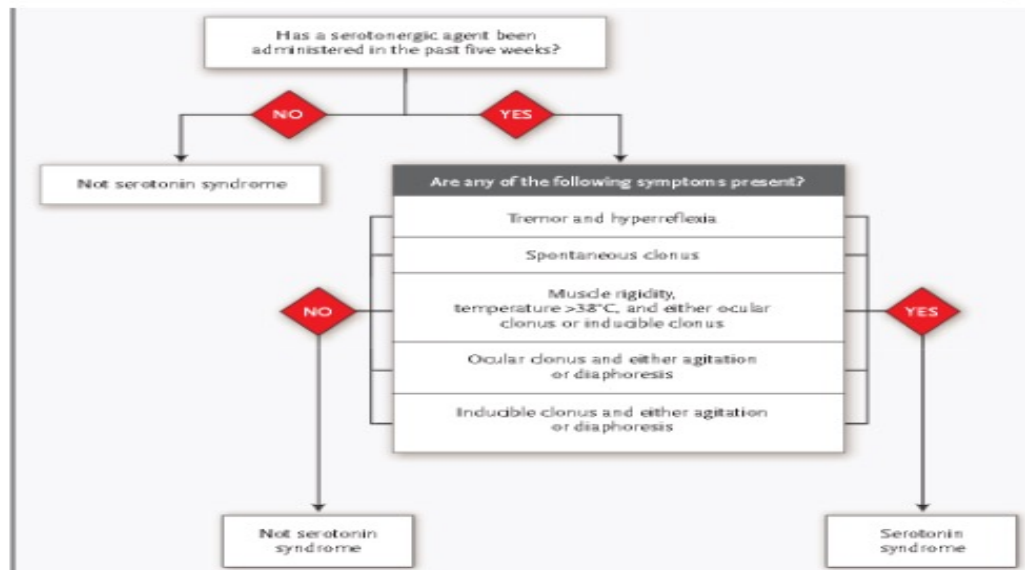 Has a serotonergic agent been
administered in the past five weeks?
NO
YES
Not serotonin syndrome
Are any of the following symptoms present?
Tremor and hyperreflexia
Spontaneous clonus
Muscle rigidity,
temperature >38°C, and either ocular
clonus or inducible clonus
NO
YES
Ocular clonus and either agitation
or diaphoresis
Inducible clonus and either agitation
or diaphoresis
Not serotonin
syndrome
Serotonin
syndrome